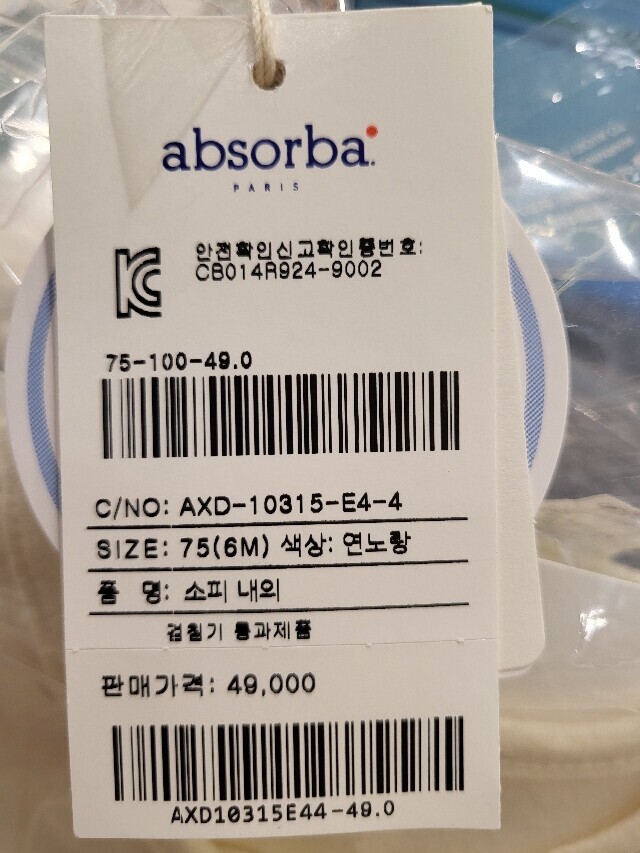 absorba.
PARIS
안전확인신고확인증번호:
CB014R924-9002
75-100-49.0
C/NO: AXD-10315-E4-4
SIZE: 75(6M) 색상: 연노랑
품 명: 소피 내의
검침기 통과제품
판매가격: 49,000
AXD10315E44-49.0